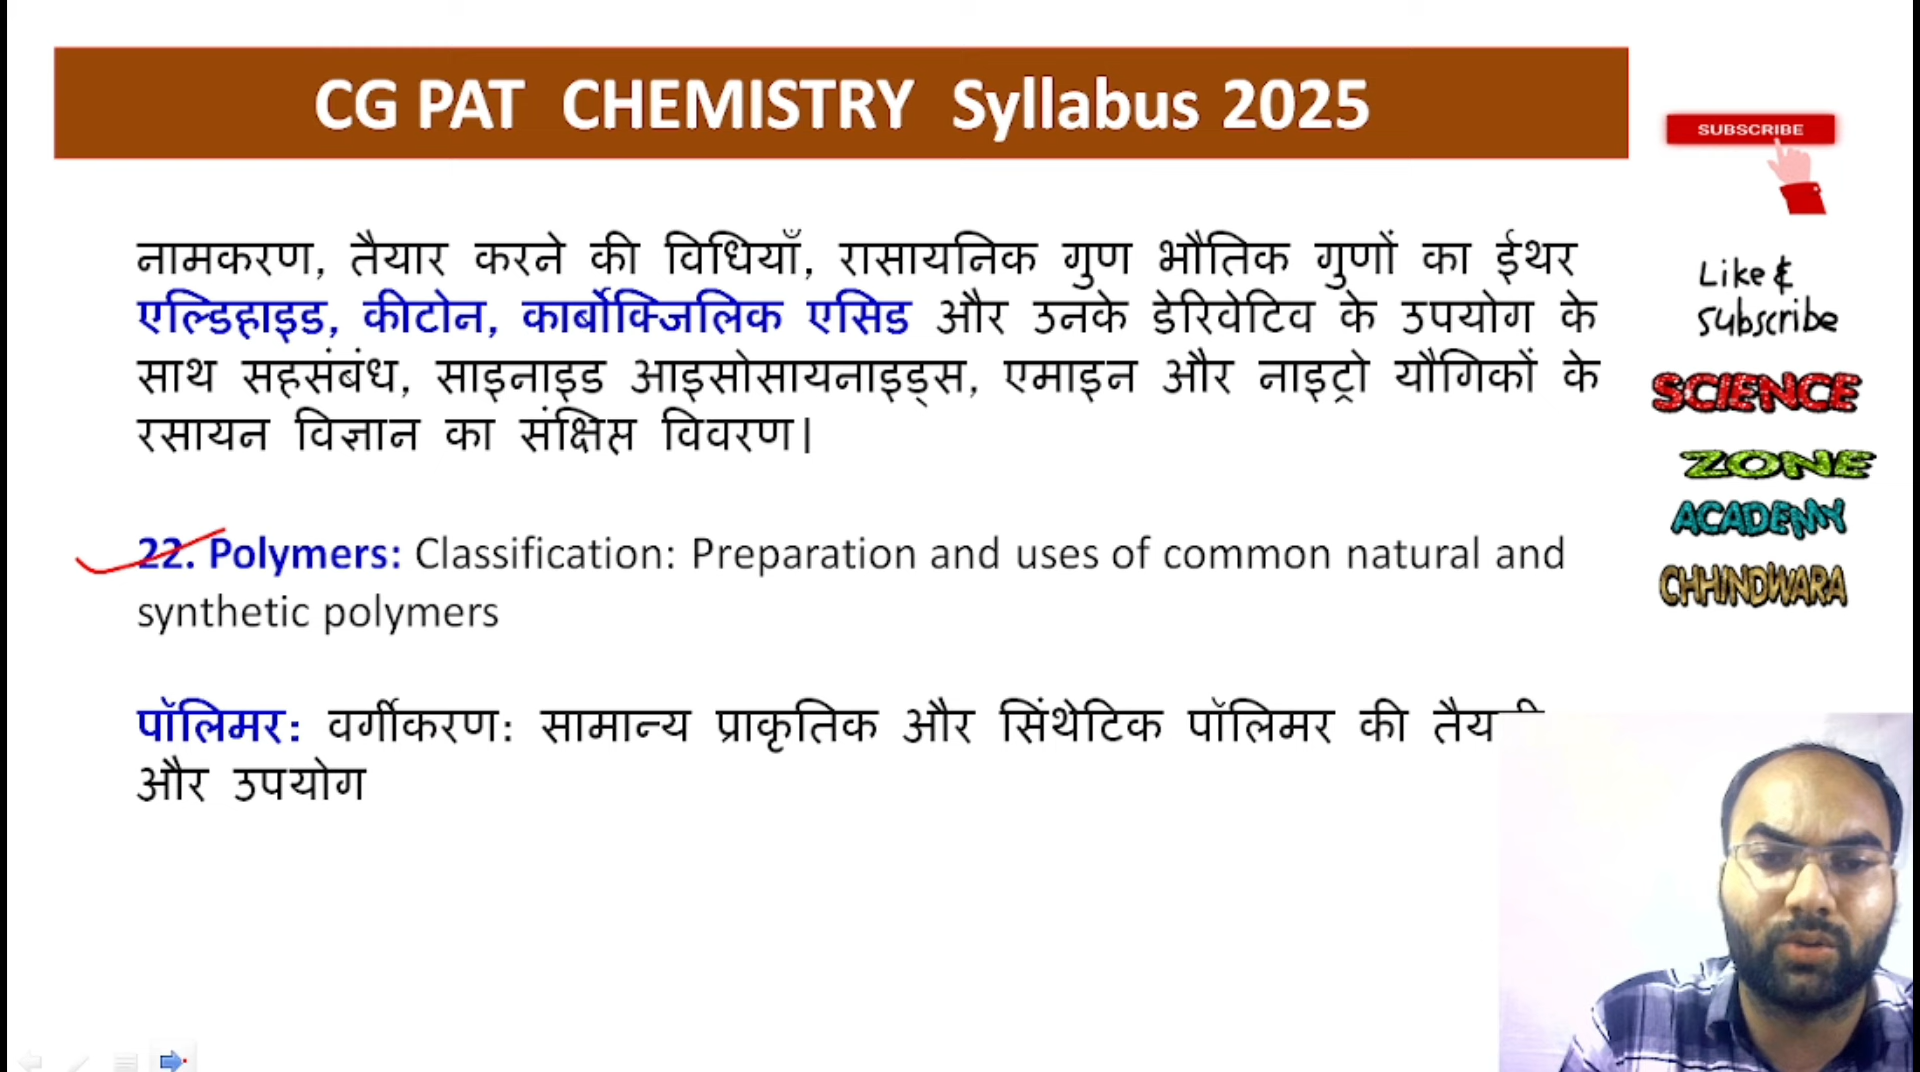 CG PAT CHEMISTRY Syllabus 2025
SUBSCRIBE
नामकरण, तैयार करने की विधियाँ, रासायनिक गुण भौतिक गुणों का ईथर
एल्डिहाइड, कीटोन, कार्बोक्जिलिक एसिड और उनके डेरिवेटिव के उपयोग के
साथ सहसंबंध, साइनाइड आइसोसायनाइड्स, एमाइन और नाइट्रो यौगिकों के
रसायन विज्ञान का संक्षिप्त विवरण।
Like &
Subscribe
SCIENCE
ZONE
ACADEMY
CHHINDWARA
22. Polymers: Classification: Preparation and uses of common natural and
synthetic polymers
पॉलिमर: वर्गीकरण: सामान्य प्राकृतिक और सिंथेटिक पॉलिमर की
और उपयोग